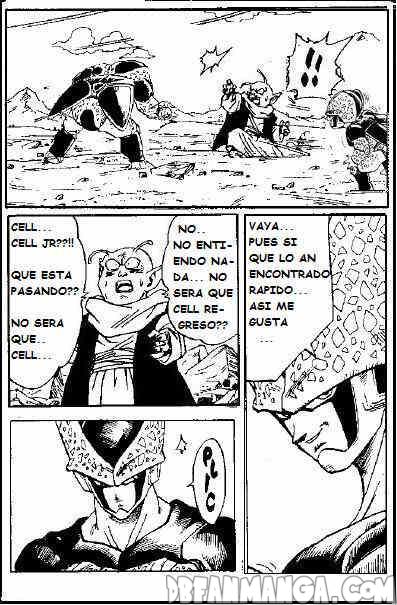 !!
CELL...
CELL JR??!!
QUE ESTA
PASANDO??
NO SERA
QUE..
CELL...
NO..
NO ENTI-
ENDO NA-
DA... NO
SERA QUE
CELL RE-
GRESO??
VAYA...
PUES SI
QUE LO AN
ENCONTRADO
RAPIDO...
ASI ME
GUSTA
...
PLIC
DBFANMANGA.COM